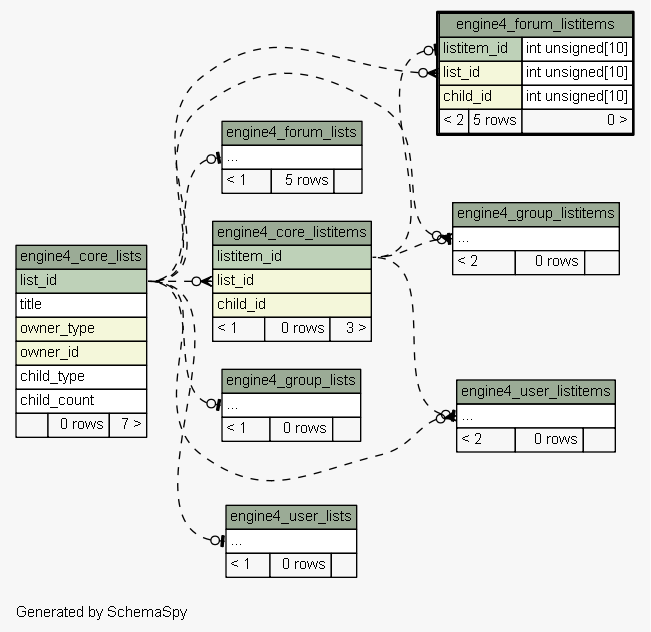 engine4_forum_listitems
listitem_id int unsigned[10]
list_id int unsigned[10]
child_id int unsigned[10]
< 2 5 rows 0 >
engine4_forum_lists
...
< 1 5 rows
engine4_group_listitems
...
< 2 0 rows
engine4_core_listitems
listitem_id
list_id
child_id
< 1 0 rows 3 >
engine4_core_lists
list_id
title
owner_type
owner_id
child_type
child_count
0 rows 7 >
engine4_group_lists
...
< 1 0 rows
engine4_user_listitems
...
< 2 0 rows
engine4_user_lists
...
< 1 0 rows
Generated by SchemaSpy